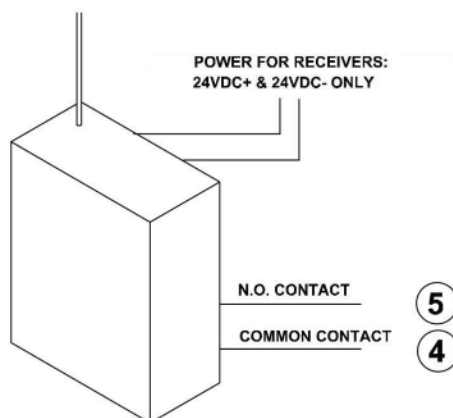 POWER FOR RECEIVERS:
24VDC+ & 24VDC- ONLY
N.O. CONTACT 5
COMMON CONTACT 4